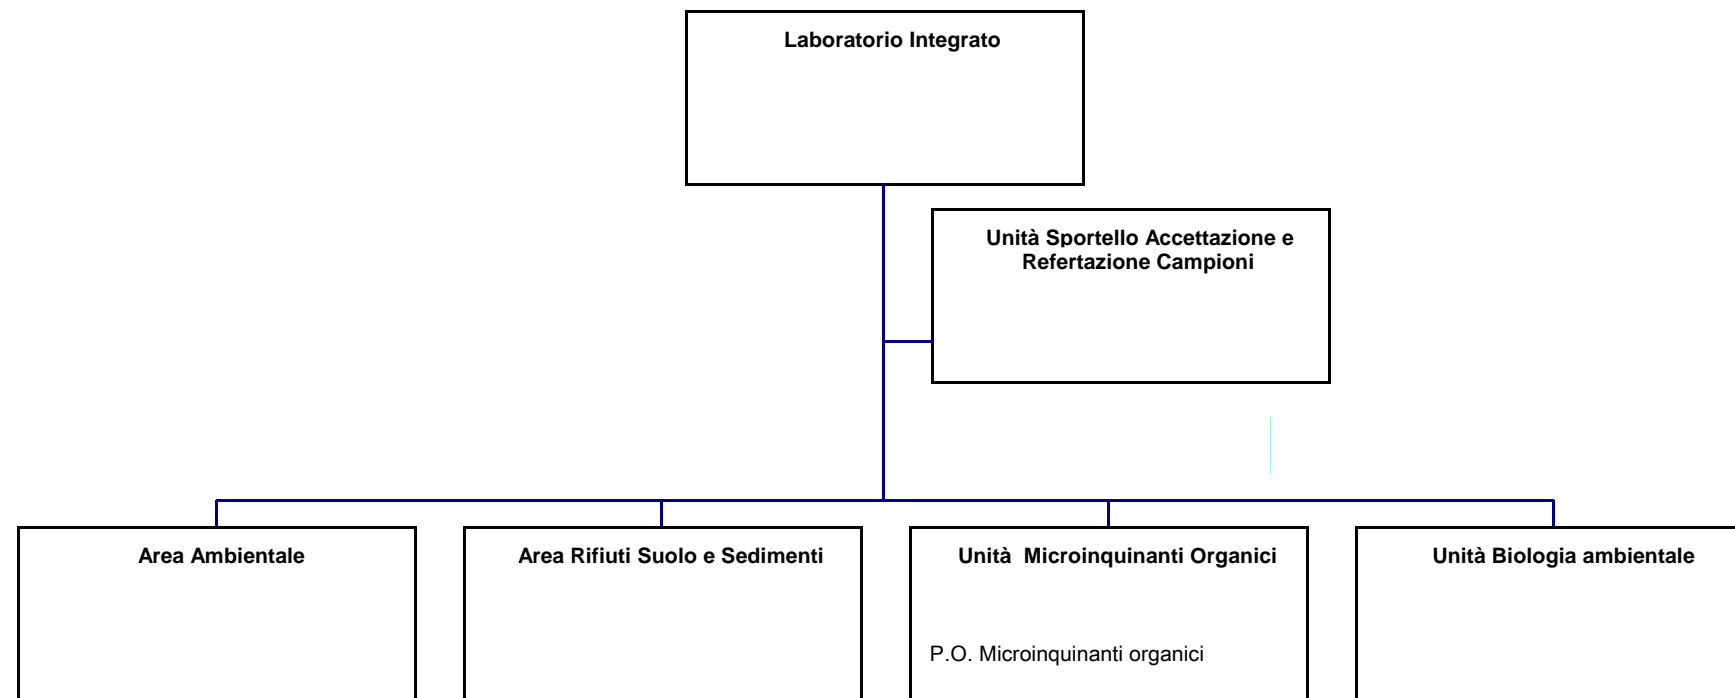 Laboratorio Integrato
Unità Sportello Accettazione e
Refertazione Campioni
Area Ambientale
Area Rifiuti Suolo e Sedimenti
Unità  Microinquinanti Organici
P.O. Microinquinanti organici
Unità Biologia ambientale